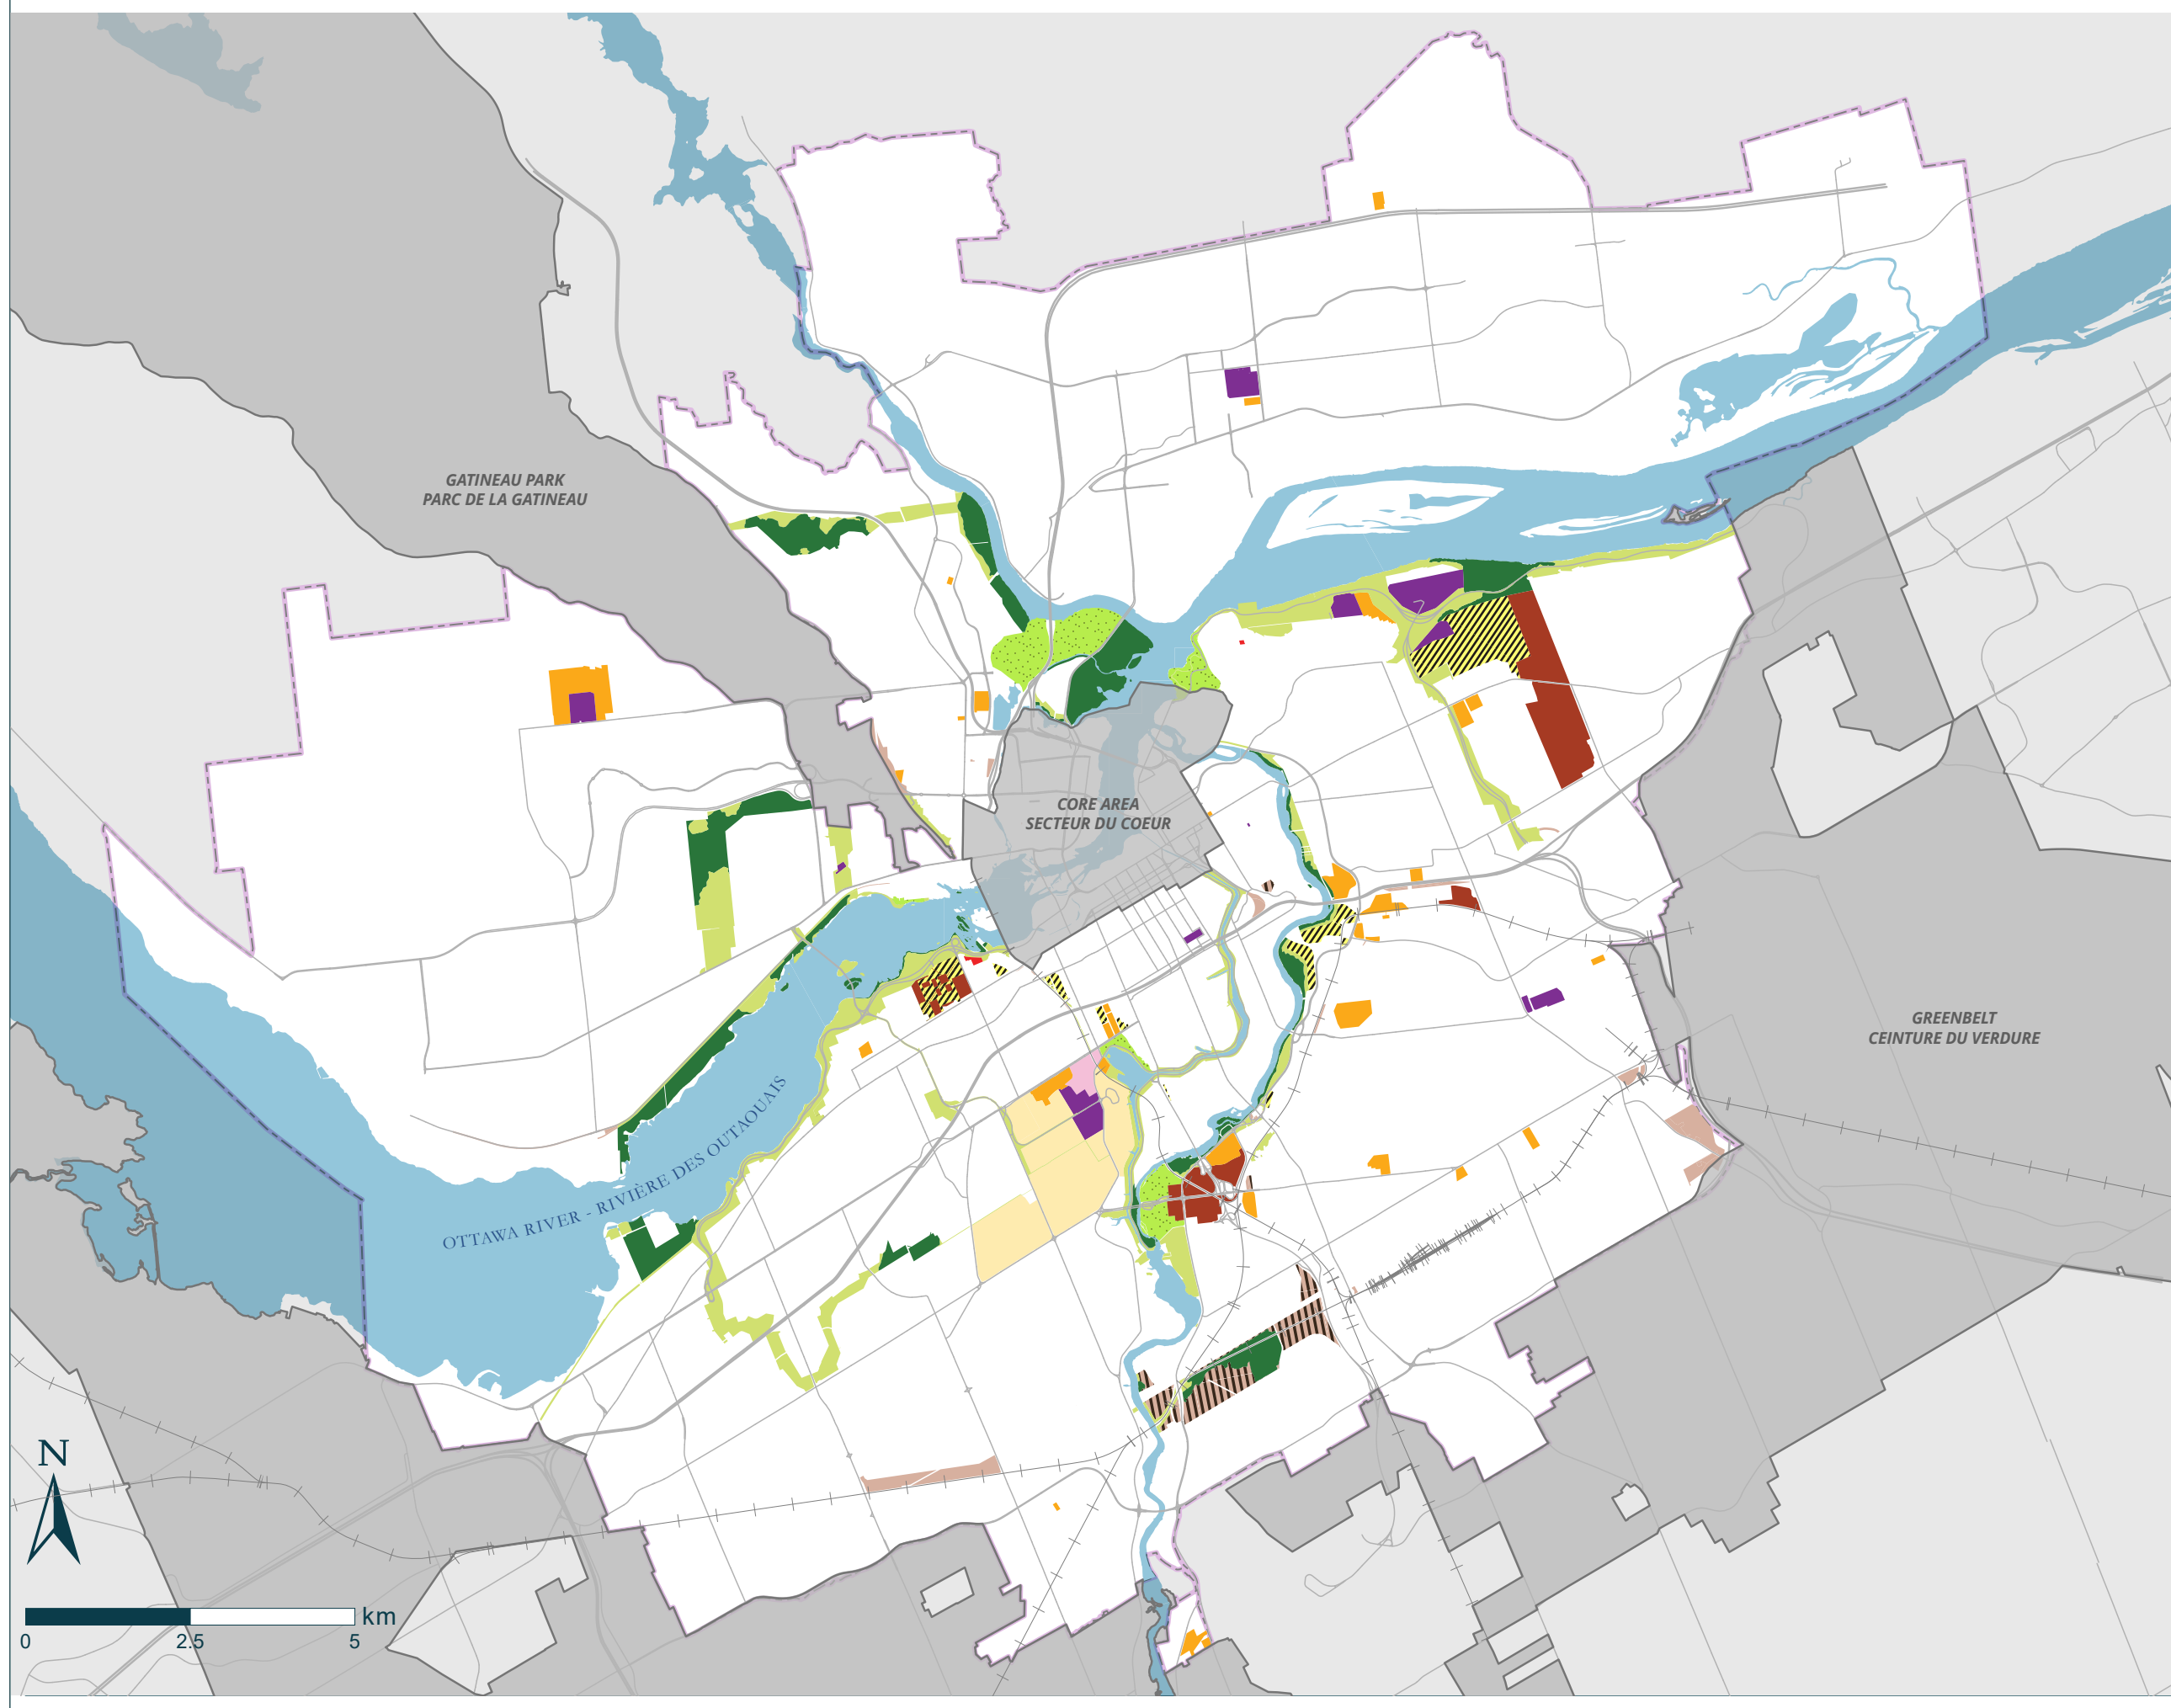 GATINEAU PARK
PARC DE LA GATINEAU
CORE AREA
SECTEUR DU COEUR
GREENBELT
CEINTURE DU VERDURE
OTTAWA RIVER - RIVIÈRE DES OUTAOUAIS
N
km
0 2.5 5